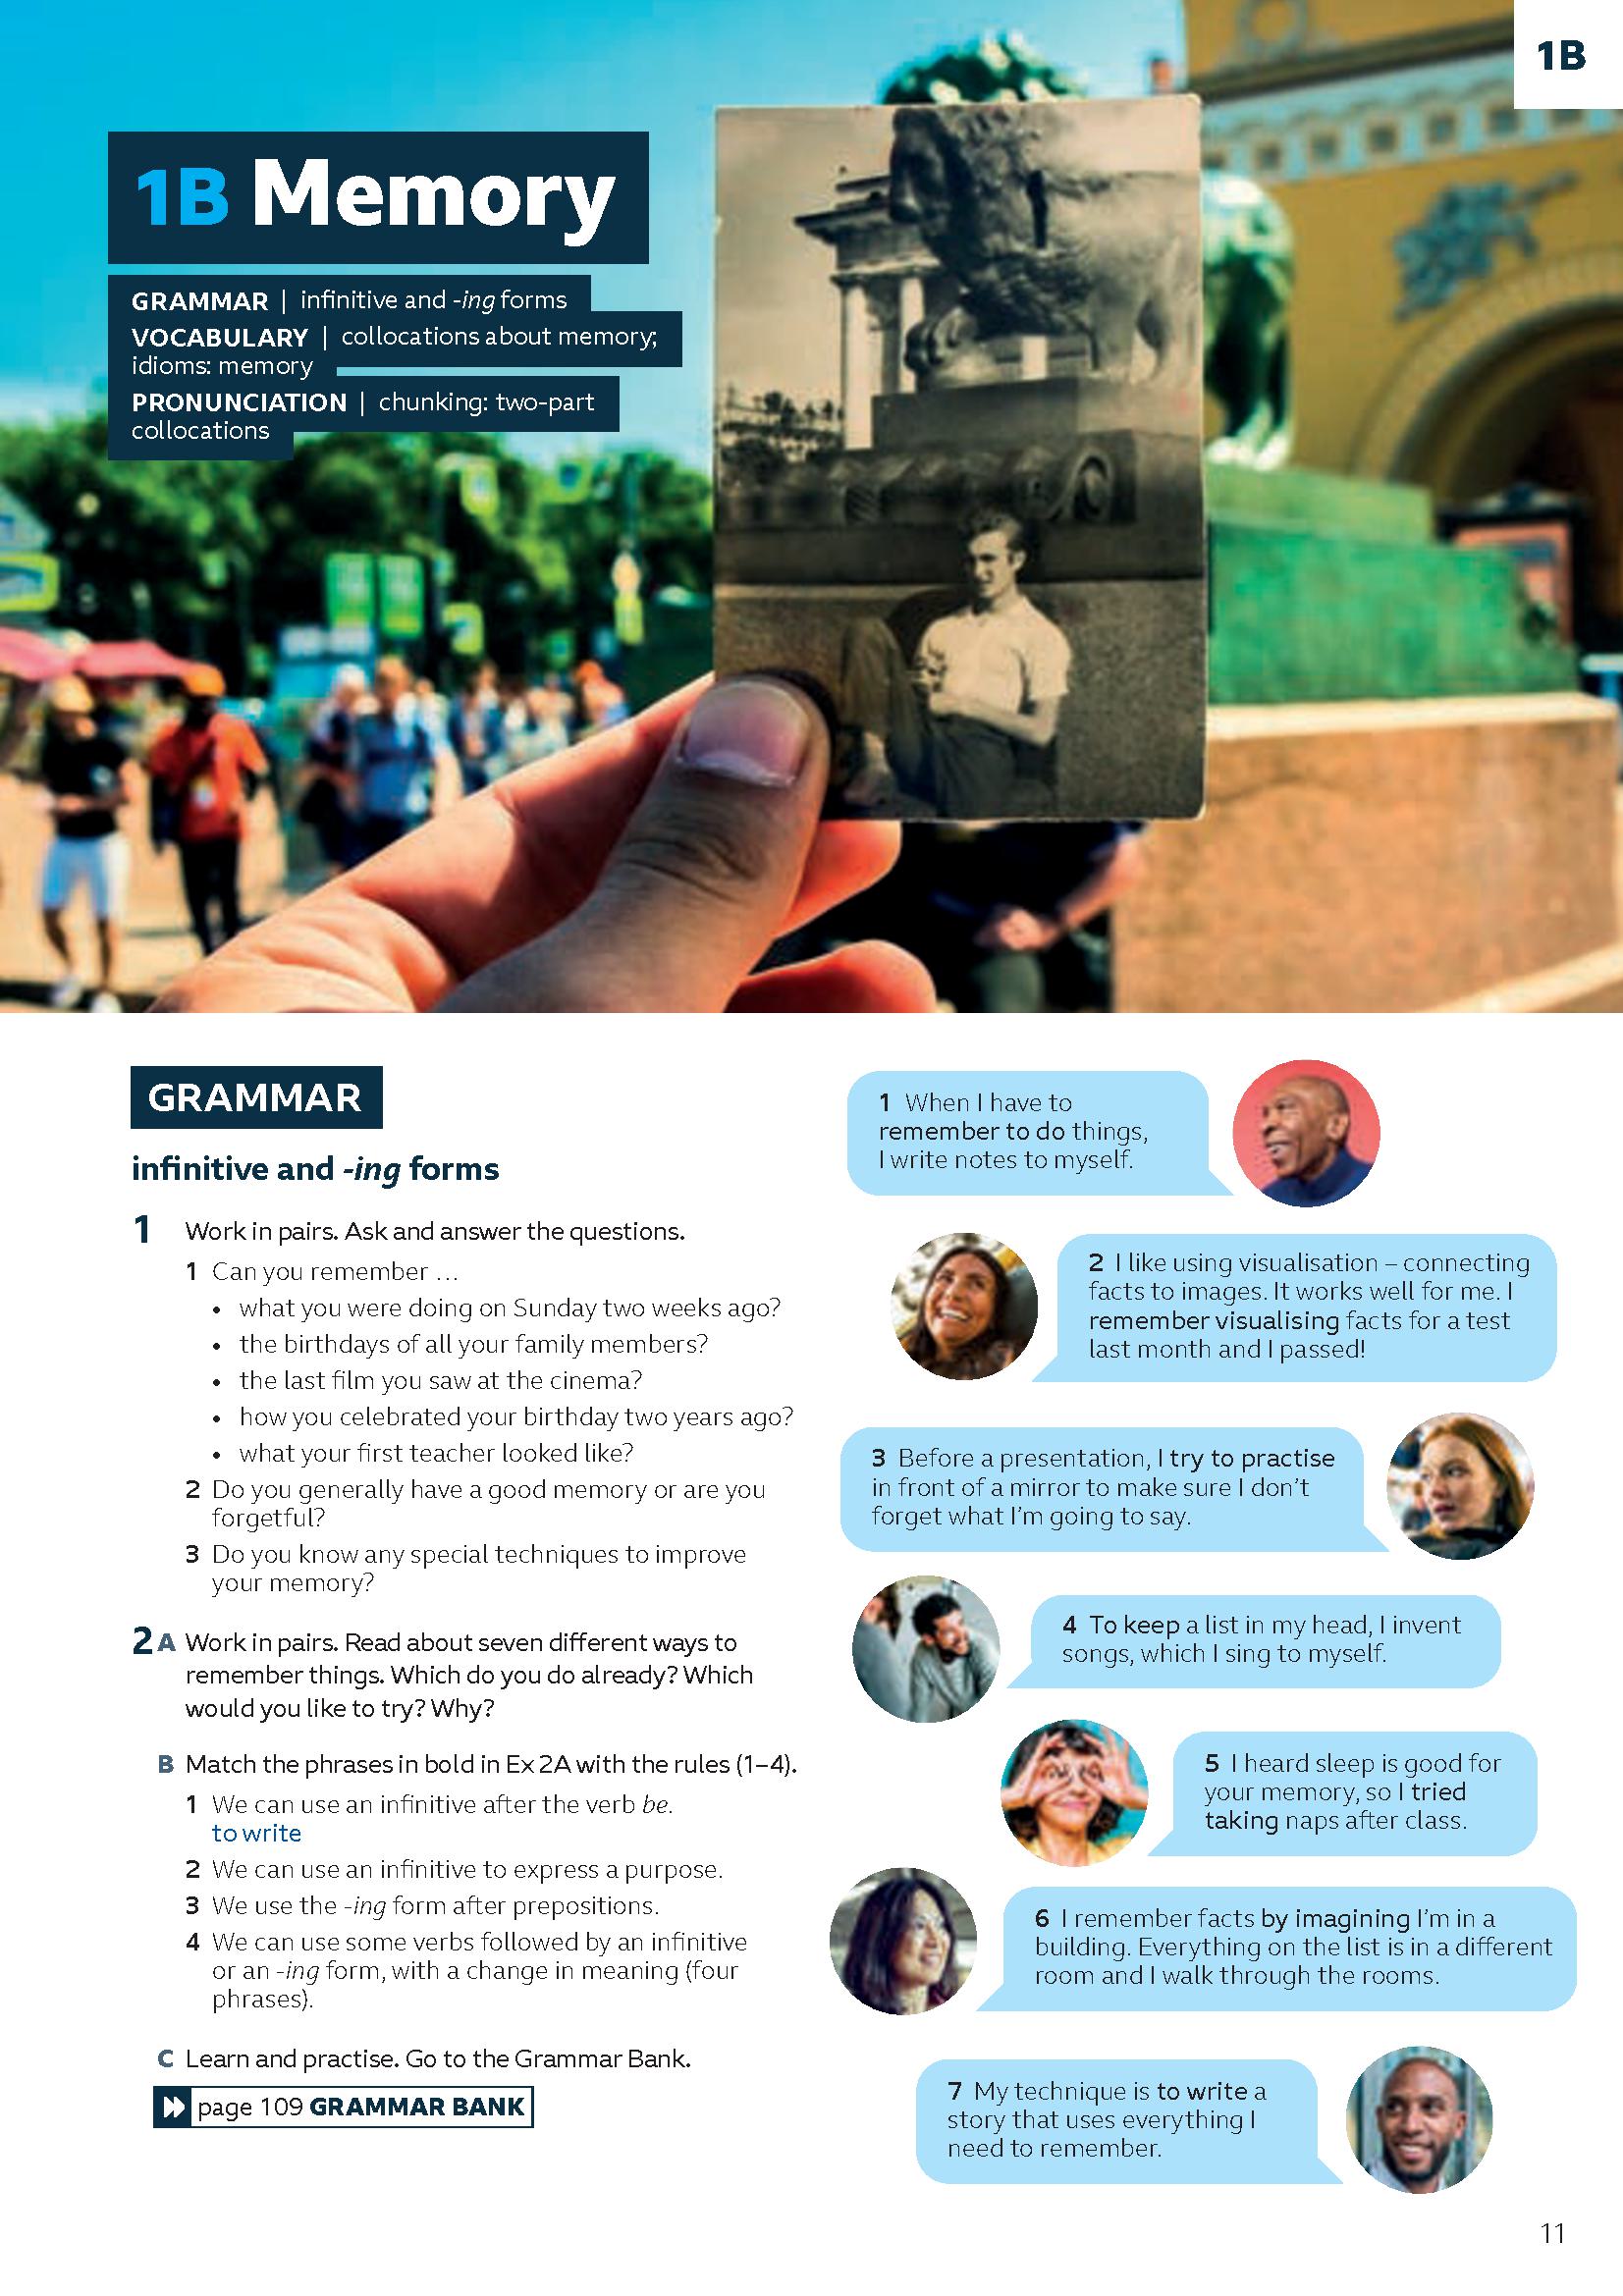 1B
1B Memory
GRAMMAR | infinitive and -ing forms
VOCABULARY | collocations about memory;
idioms: memory
PRONUNCIATION | chunking: two-part
collocations
GRAMMAR
infinitive and -ing forms
1 Work in pairs. Ask and answer the questions.
1 Can you remember …
• what you were doing on Sunday two weeks ago?
• the birthdays of all your family members?
• the last film you saw at the cinema?
• how you celebrated your birthday two years ago?
• what your first teacher looked like?
2 Do you generally have a good memory or are you
forgetful?
3 Do you know any special techniques to improve
your memory?
2 A Work in pairs. Read about seven different ways to
remember things. Which do you do already? Which
would you like to try? Why?
B Match the phrases in bold in Ex 2A with the rules (1–4).
1 We can use an infinitive after the verb be.
to write
2 We can use an infinitive to express a purpose.
3 We use the -ing form after prepositions.
4 We can use some verbs followed by an infinitive
or an -ing form, with a change in meaning (four
phrases).
C Learn and practise. Go to the Grammar Bank.
page 109 GRAMMAR BANK
1 When I have to
remember to do things,
I write notes to myself.
2 I like using visualisation – connecting
facts to images. It works well for me. I
remember visualising facts for a test
last month and I passed!
3 Before a presentation, I try to practise
in front of a mirror to make sure I don't
forget what I'm going to say.
4 To keep a list in my head, I invent
songs, which I sing to myself.
5 I heard sleep is good for
your memory, so I tried
taking naps after class.
6 I remember facts by imagining I'm in a
building. Everything on the list is in a different
room and I walk through the rooms.
7 My technique is to write a
story that uses everything I
need to remember.
11